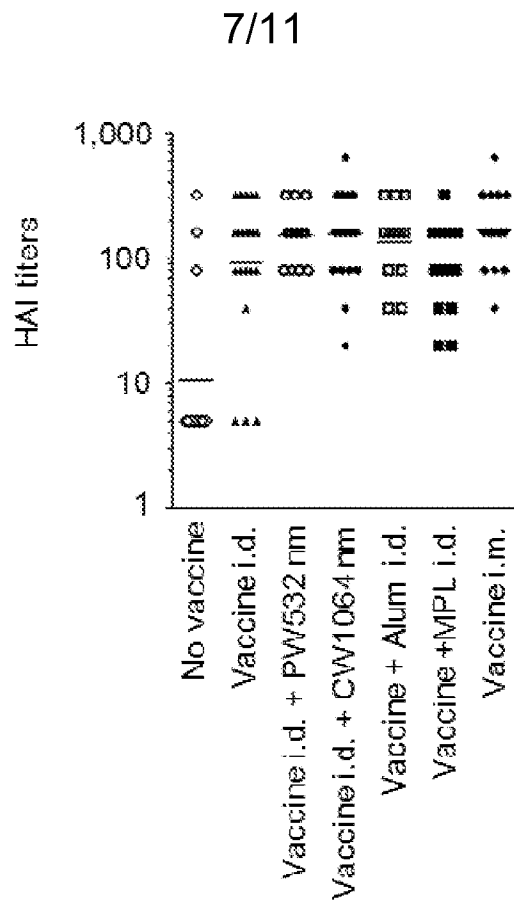 7/11
1,000
100
10
1
HAI titers
No vaccine
Vaccine i.d.
Vaccine i.d. + PW532 nm
Vaccine i.d. + CW1064 nm
Vaccine + Alum i.d.
Vaccine +MPL i.d.
Vaccine i.m.